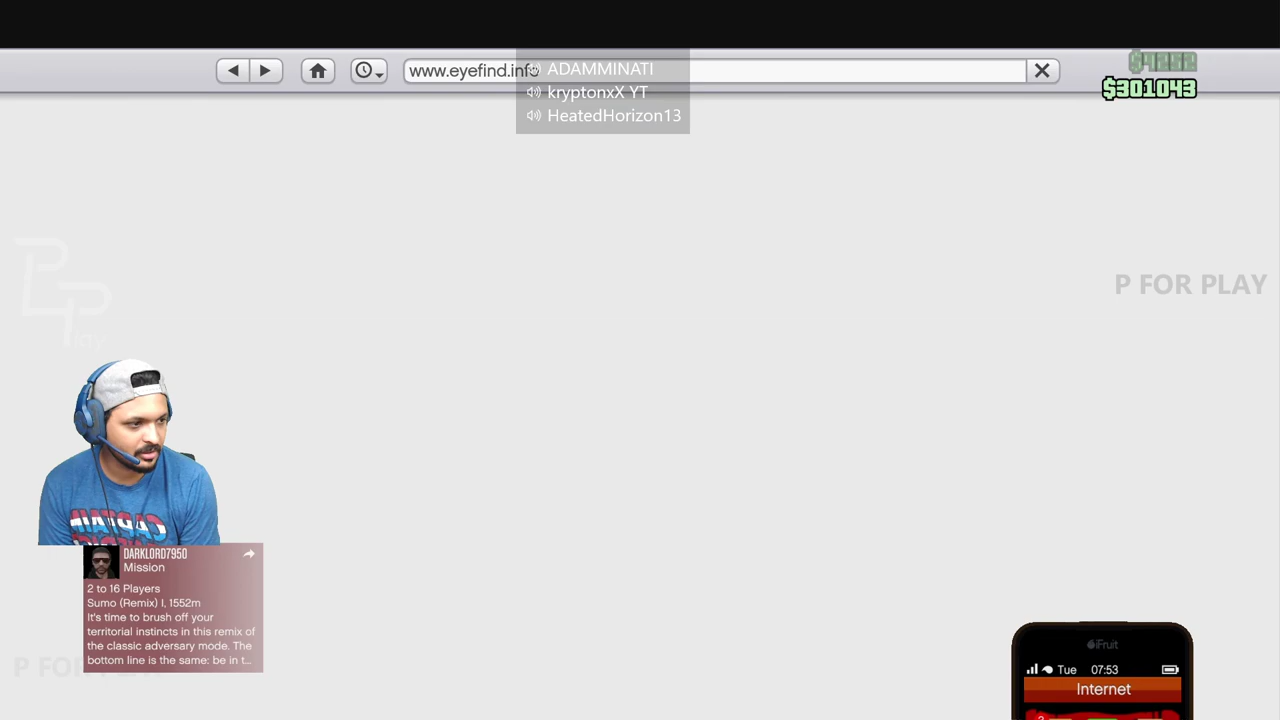 www.eyefind.info
ADAMMINATI
kryptonxX YT
HeatedHorizon13
$301043
P FOR PLAY
DARKLORD7950
Mission
2 to 16 Players
Sumo (Remix) I, 1552m
It's time to brush off your
territorial instincts in this remix of
the classic adversary mode. The
bottom line is the same: be in t...
iFruit
Tue 07:53
Internet
2